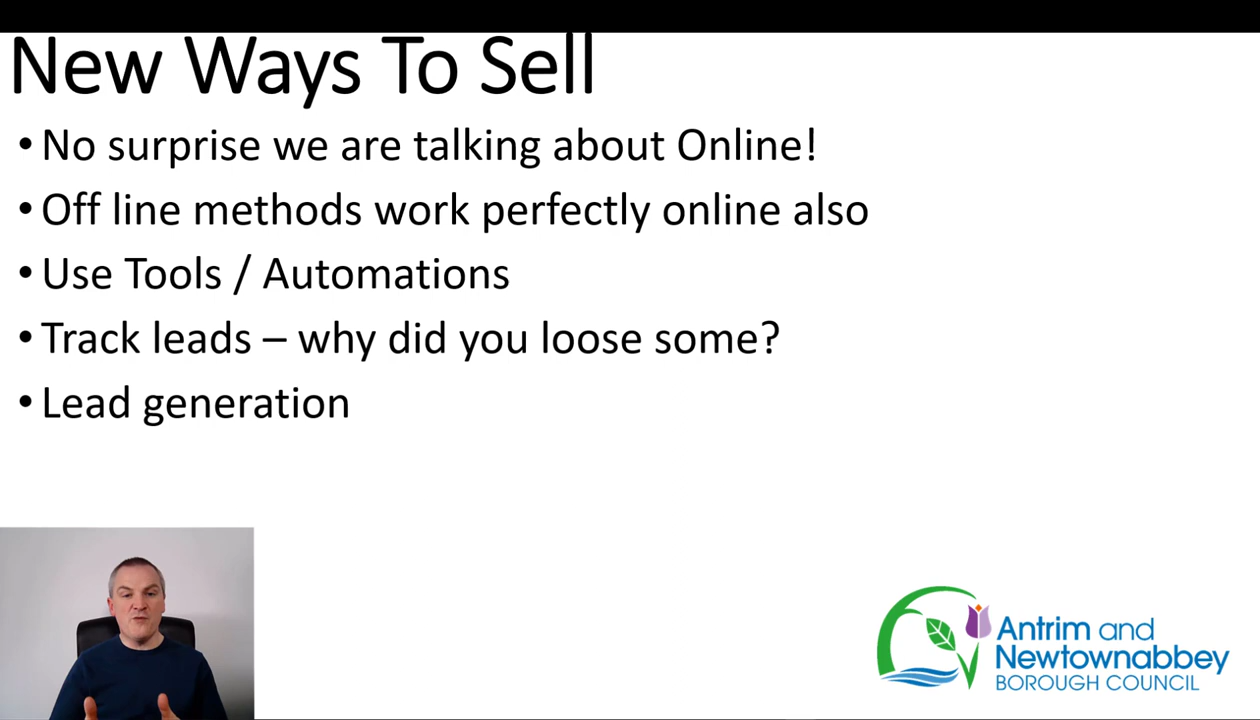 New Ways To Sell
• No surprise we are talking about Online!
• Off line methods work perfectly online also
• Use Tools / Automations
• Track leads – why did you loose some?
• Lead generation
Antrim and
Newtownabbey
BOROUGH COUNCIL